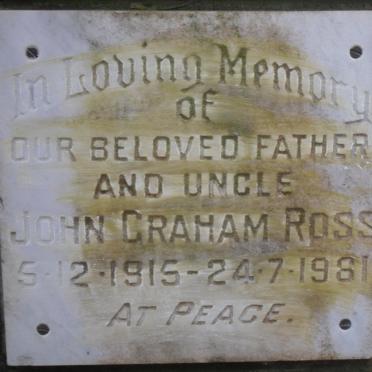 In Loving Memory
of
OUR BELOVED FATHER
AND UNCLE
JOHN GRAHAM ROSS
5·12·1915-24·7·1981
AT PEACE.